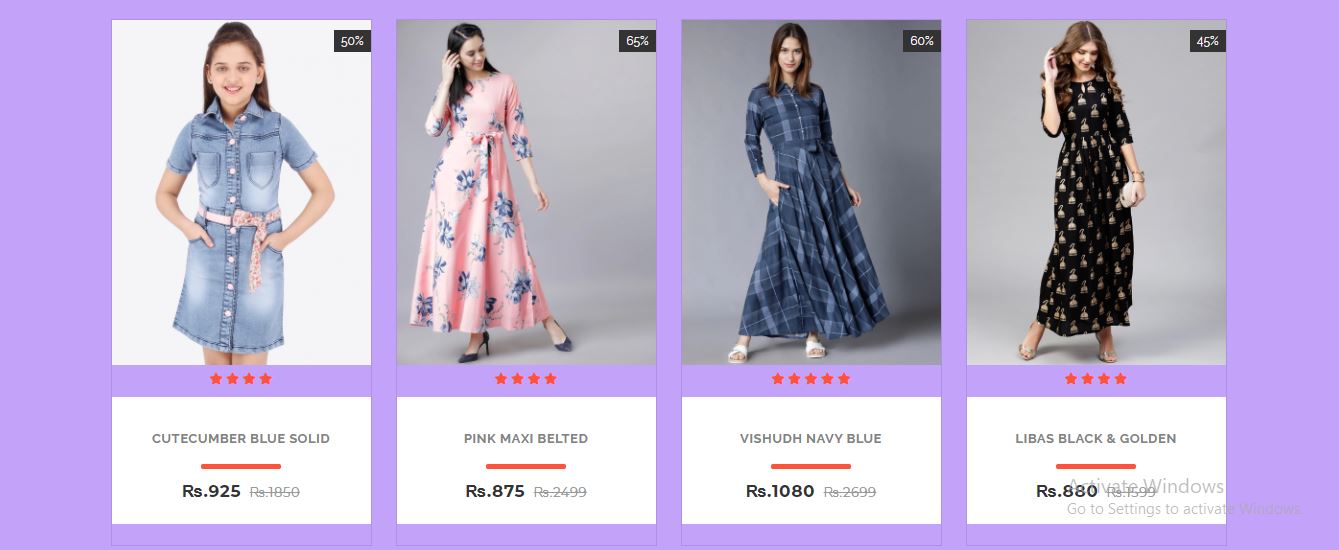 50%
65%
60%
45%
CUTECUMBER BLUE SOLID
PINK MAXI BELTED
VISHUDH NAVY BLUE
LIBAS BLACK & GOLDEN
Rs.925 Rs.1850
Rs.875 Rs.2499
Rs.1080 Rs.2699
Rs.880 Rs.1599
Activate Windows
Go to Settings to activate Windows.